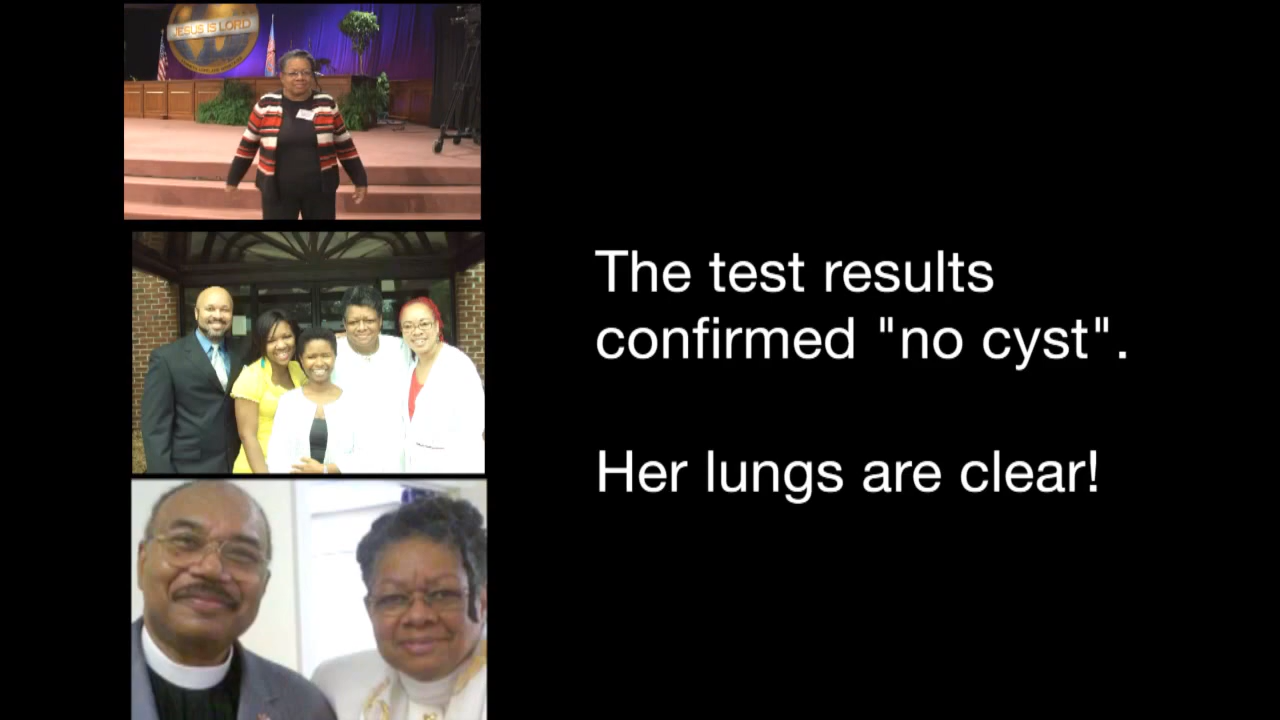 JESUS IS LORD
The test results
confirmed "no cyst".
Her lungs are clear!